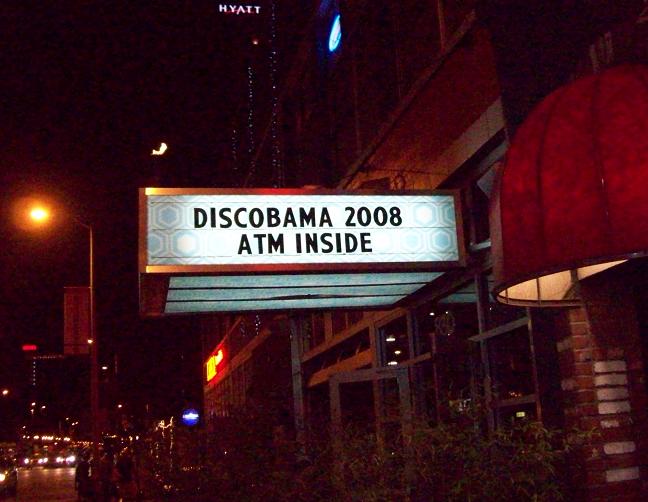 HYATT
DISCOBAMA 2008
ATM INSIDE